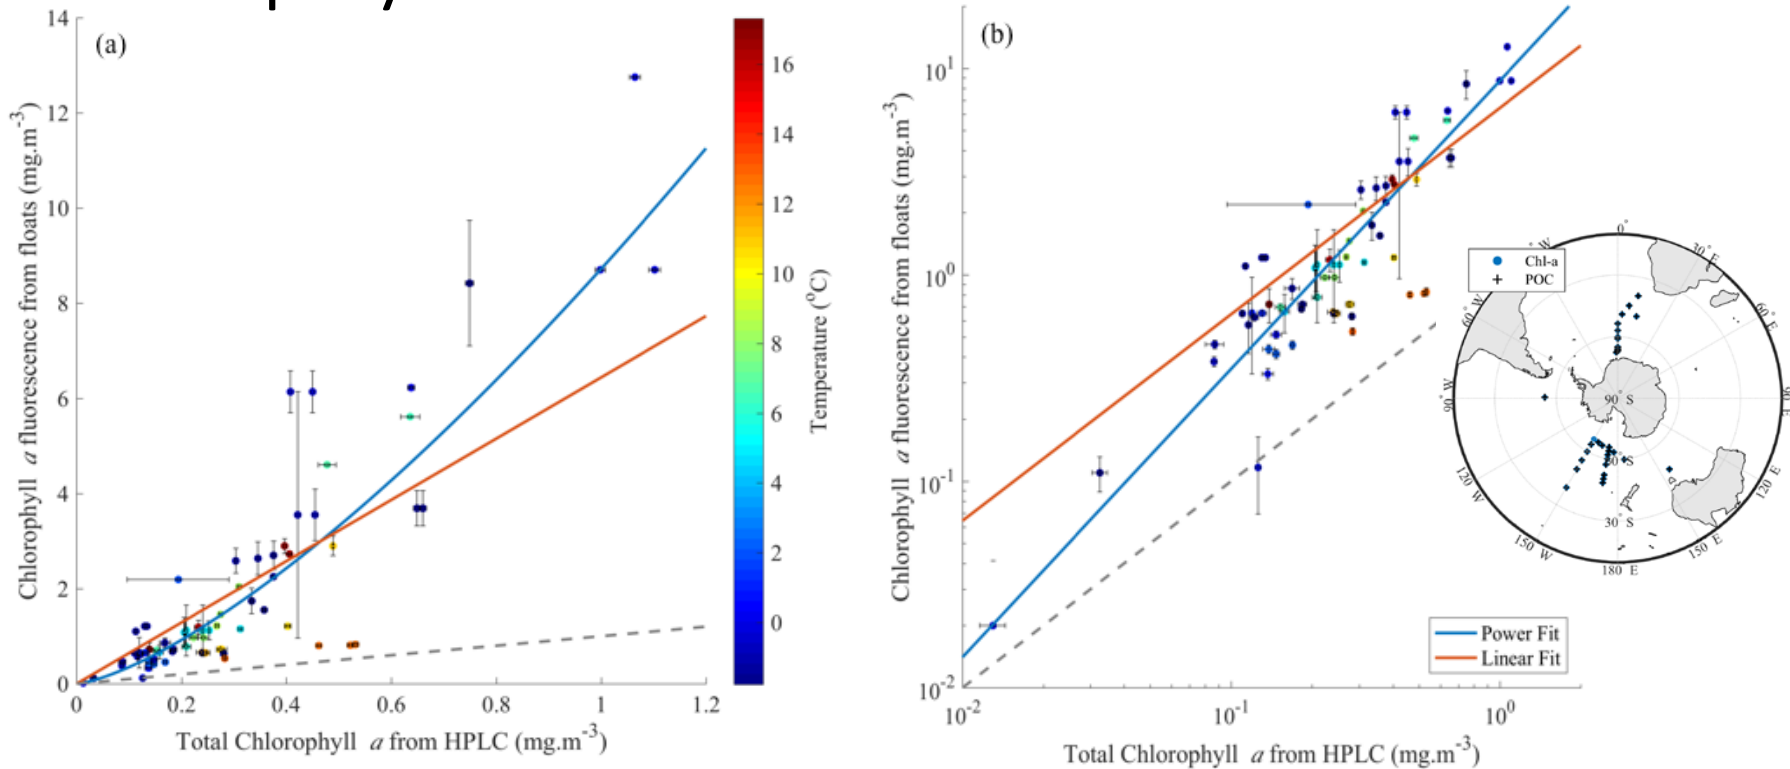 (a)
14
12
10
8
6
4
2
0
0 0.2 0.4 0.6 0.8 1 1.2
Chlorophyll a fluorescence from floats (mg.m-3)
Total Chlorophyll a from HPLC (mg.m-3)
16
14
12
10
8
6
4
2
0
Temperature (oC)
(b)
10^1
10^0
10^-1
10^-2
10^-2 10^-1 10^0
Chlorophyll a fluorescence from floats (mg.m-3)
Total Chlorophyll a from HPLC (mg.m-3)
Chl-a
POC
0°
30° E
60° E
120° E
150° E
180° E
150° W
120° W
90° W
60° W
90° S
30° S
Power Fit
Linear Fit